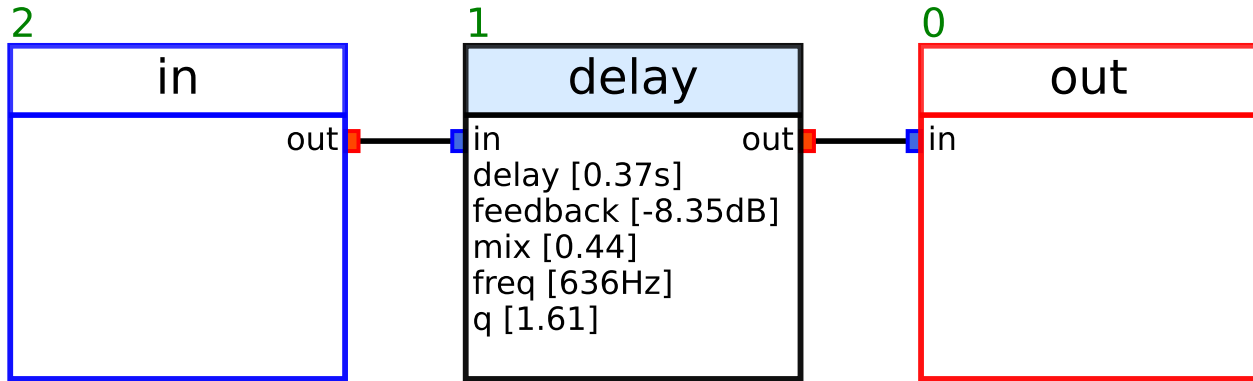 2
1
0
in
delay
out
out
in
out
in
delay [0.37s]
feedback [-8.35dB]
mix [0.44]
freq [636Hz]
q [1.61]